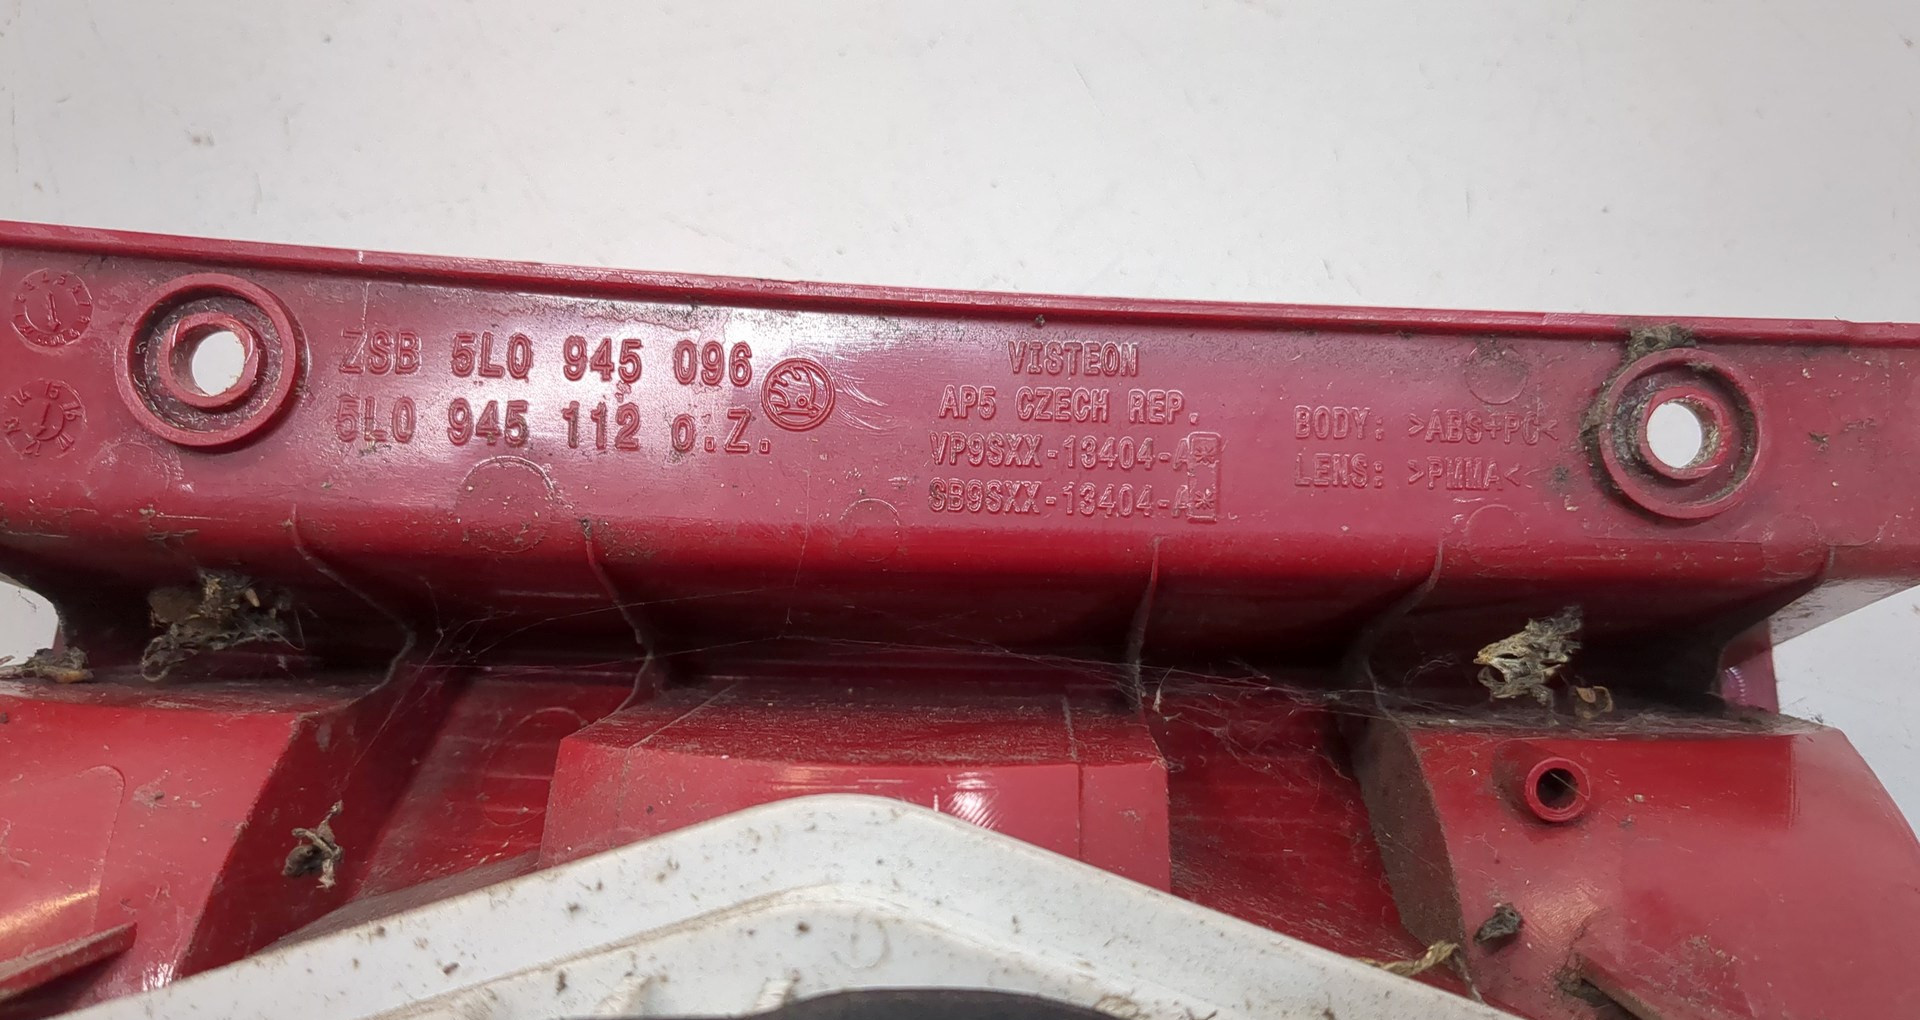 ZSB 5L0 945 096
5L0 945 112 o.Z.
VISTEON
AP5 CZECH REP.
VP9SXX-13404-A*
SB9SXX-13404-A*
BODY: >ABS+PC<
LENS: >PMMA<